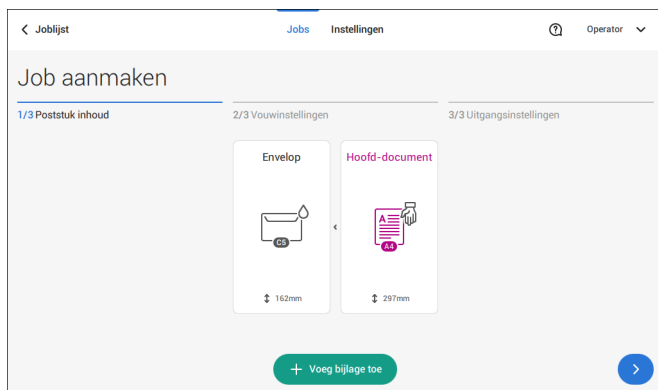 Joblijst
Jobs
Instellingen
Operator
Job aanmaken
1/3 Poststuk inhoud
2/3 Vouwinstellingen
3/3 Uitgangsinstellingen
Envelop
Hoofd-document
C5
A
A4
162mm
297mm
Voeg bijlage toe